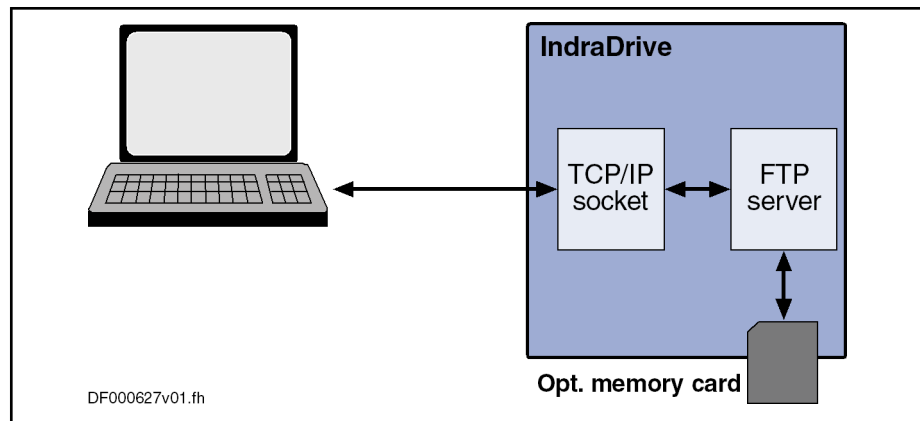 IndraDrive
TCP/IP
socket
FTP
server
Opt. memory card
DF000627v01.fh